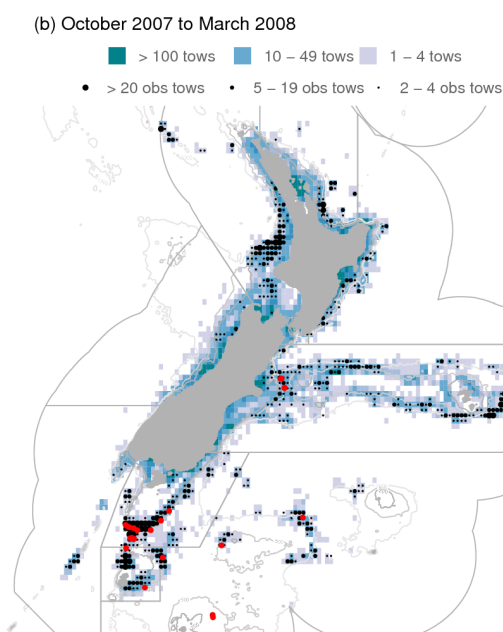 (b) October 2007 to March 2008
> 100 tows 10 − 49 tows 1 − 4 tows
> 20 obs tows 5 − 19 obs tows 2 − 4 obs tows